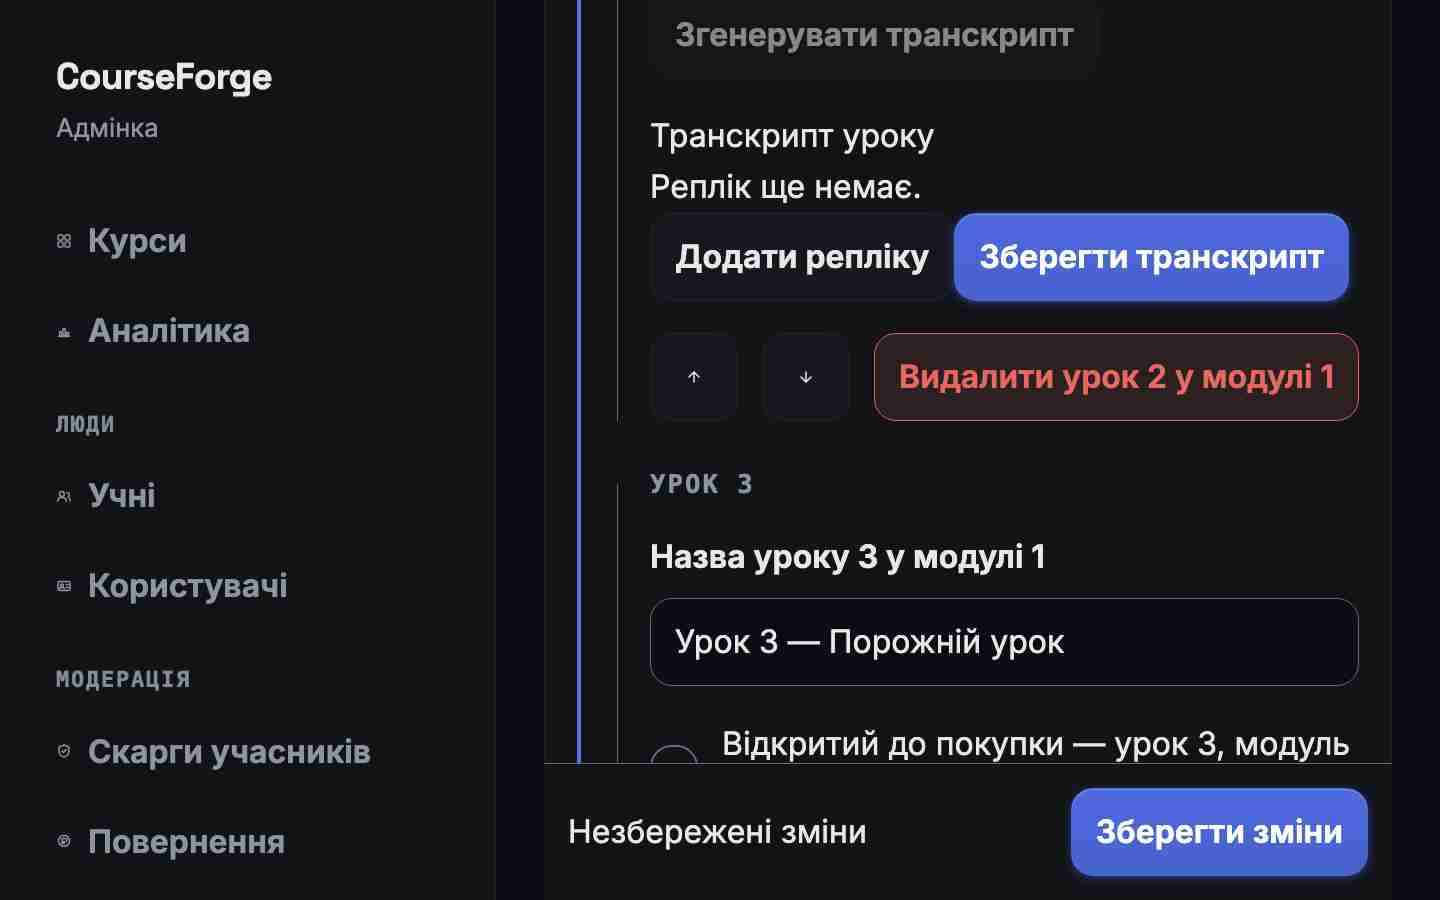 CourseForge
Адмінка
Курси
Аналітика
ЛЮДИ
Учні
Користувачі
МОДЕРАЦІЯ
Скарги учасників
Повернення
Згенерувати транскрипт
Транскрипт уроку
Реплік ще немає.
Додати репліку
Зберегти транскрипт
↑
↓
Видалити урок 2 у модулі 1
УРОК 3
Назва уроку 3 у модулі 1
Урок 3 — Порожній урок
Відкритий до покупки — урок 3, модуль
Незбережені зміни
Зберегти зміни